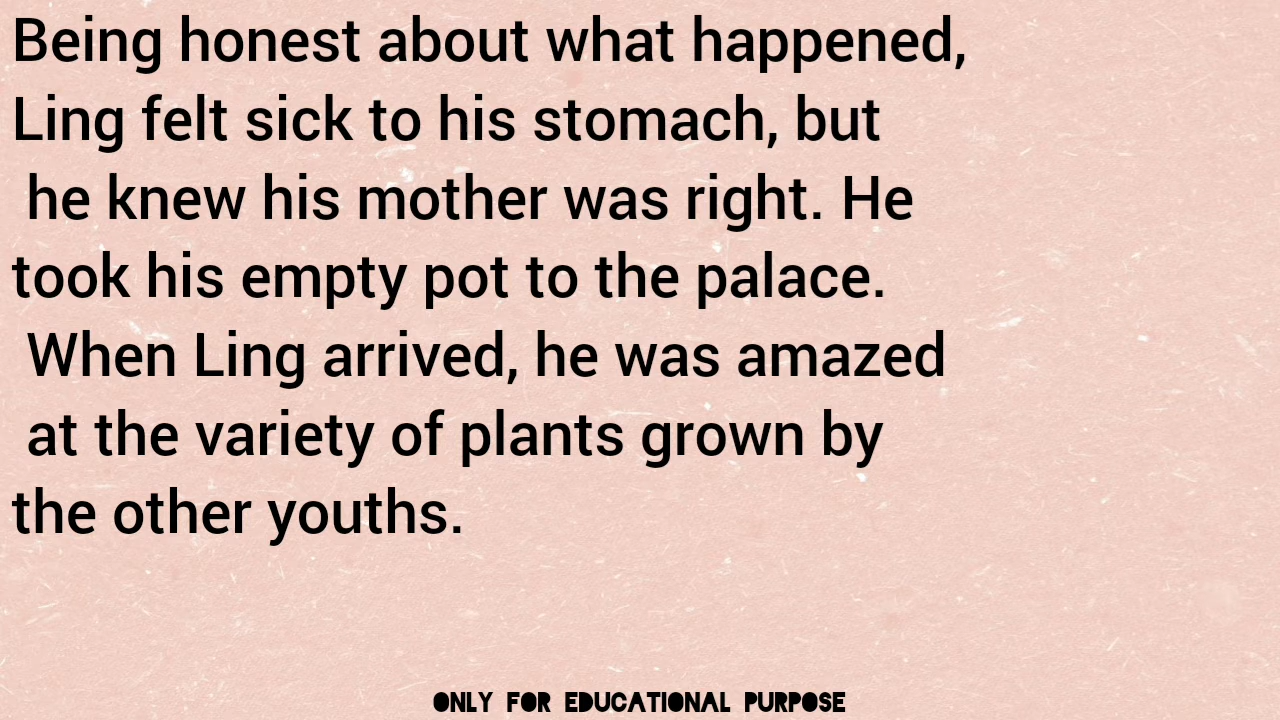 Being honest about what happened,
Ling felt sick to his stomach, but
he knew his mother was right. He
took his empty pot to the palace.
When Ling arrived, he was amazed
at the variety of plants grown by
the other youths.
ONLY FOR EDUCATIONAL PURPOSE